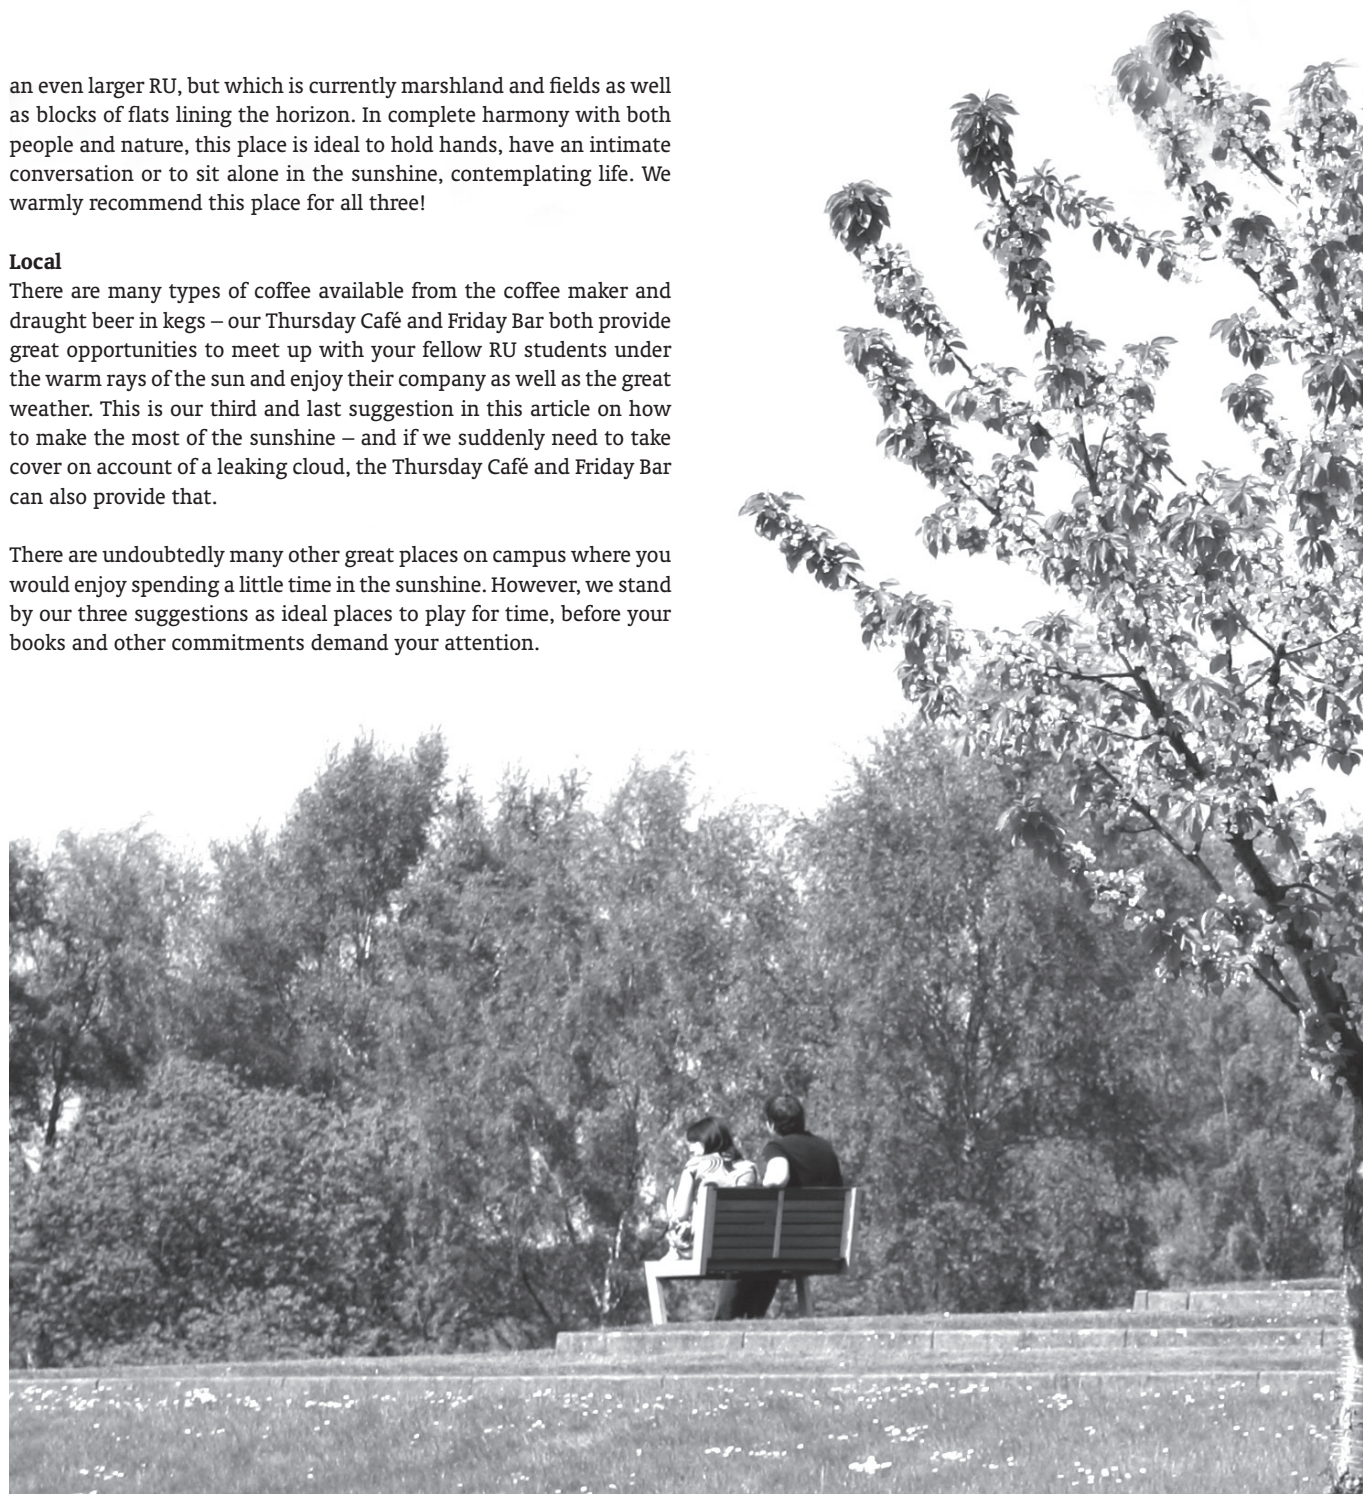 an even larger RU, but which is currently marshland and fields as well
as blocks of flats lining the horizon. In complete harmony with both
people and nature, this place is ideal to hold hands, have an intimate
conversation or to sit alone in the sunshine, contemplating life. We
warmly recommend this place for all three!
Local
There are many types of coffee available from the coffee maker and
draught beer in kegs – our Thursday Café and Friday Bar both provide
great opportunities to meet up with your fellow RU students under
the warm rays of the sun and enjoy their company as well as the great
weather. This is our third and last suggestion in this article on how
to make the most of the sunshine – and if we suddenly need to take
cover on account of a leaking cloud, the Thursday Café and Friday Bar
can also provide that.
There are undoubtedly many other great places on campus where you
would enjoy spending a little time in the sunshine. However, we stand
by our three suggestions as ideal places to play for time, before your
books and other commitments demand your attention.